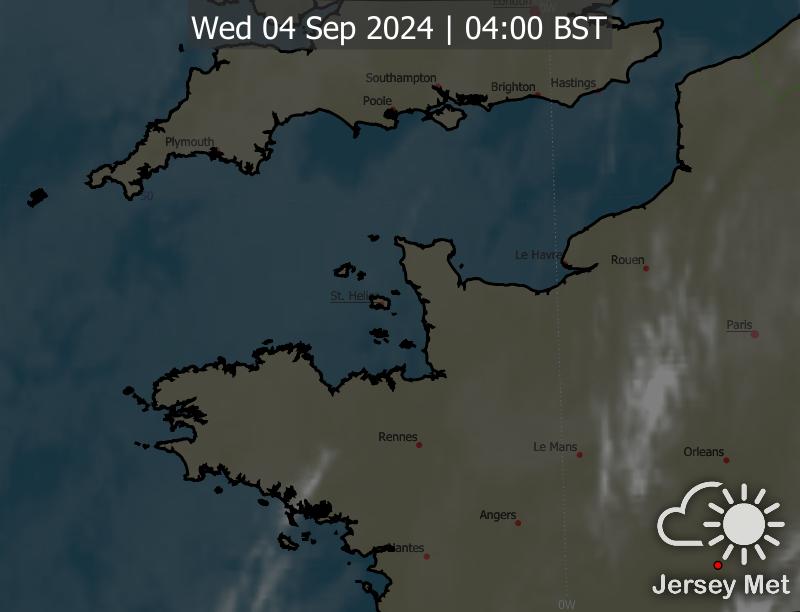 London
0W
Wed 04 Sep 2024 | 04:00 BST
Southampton
Brighton
Hastings
Poole
Plymouth
50
Le Havre
Rouen
St. Helier
Paris
Rennes
Le Mans
Orleans
Angers
Nantes
Jersey Met
0W